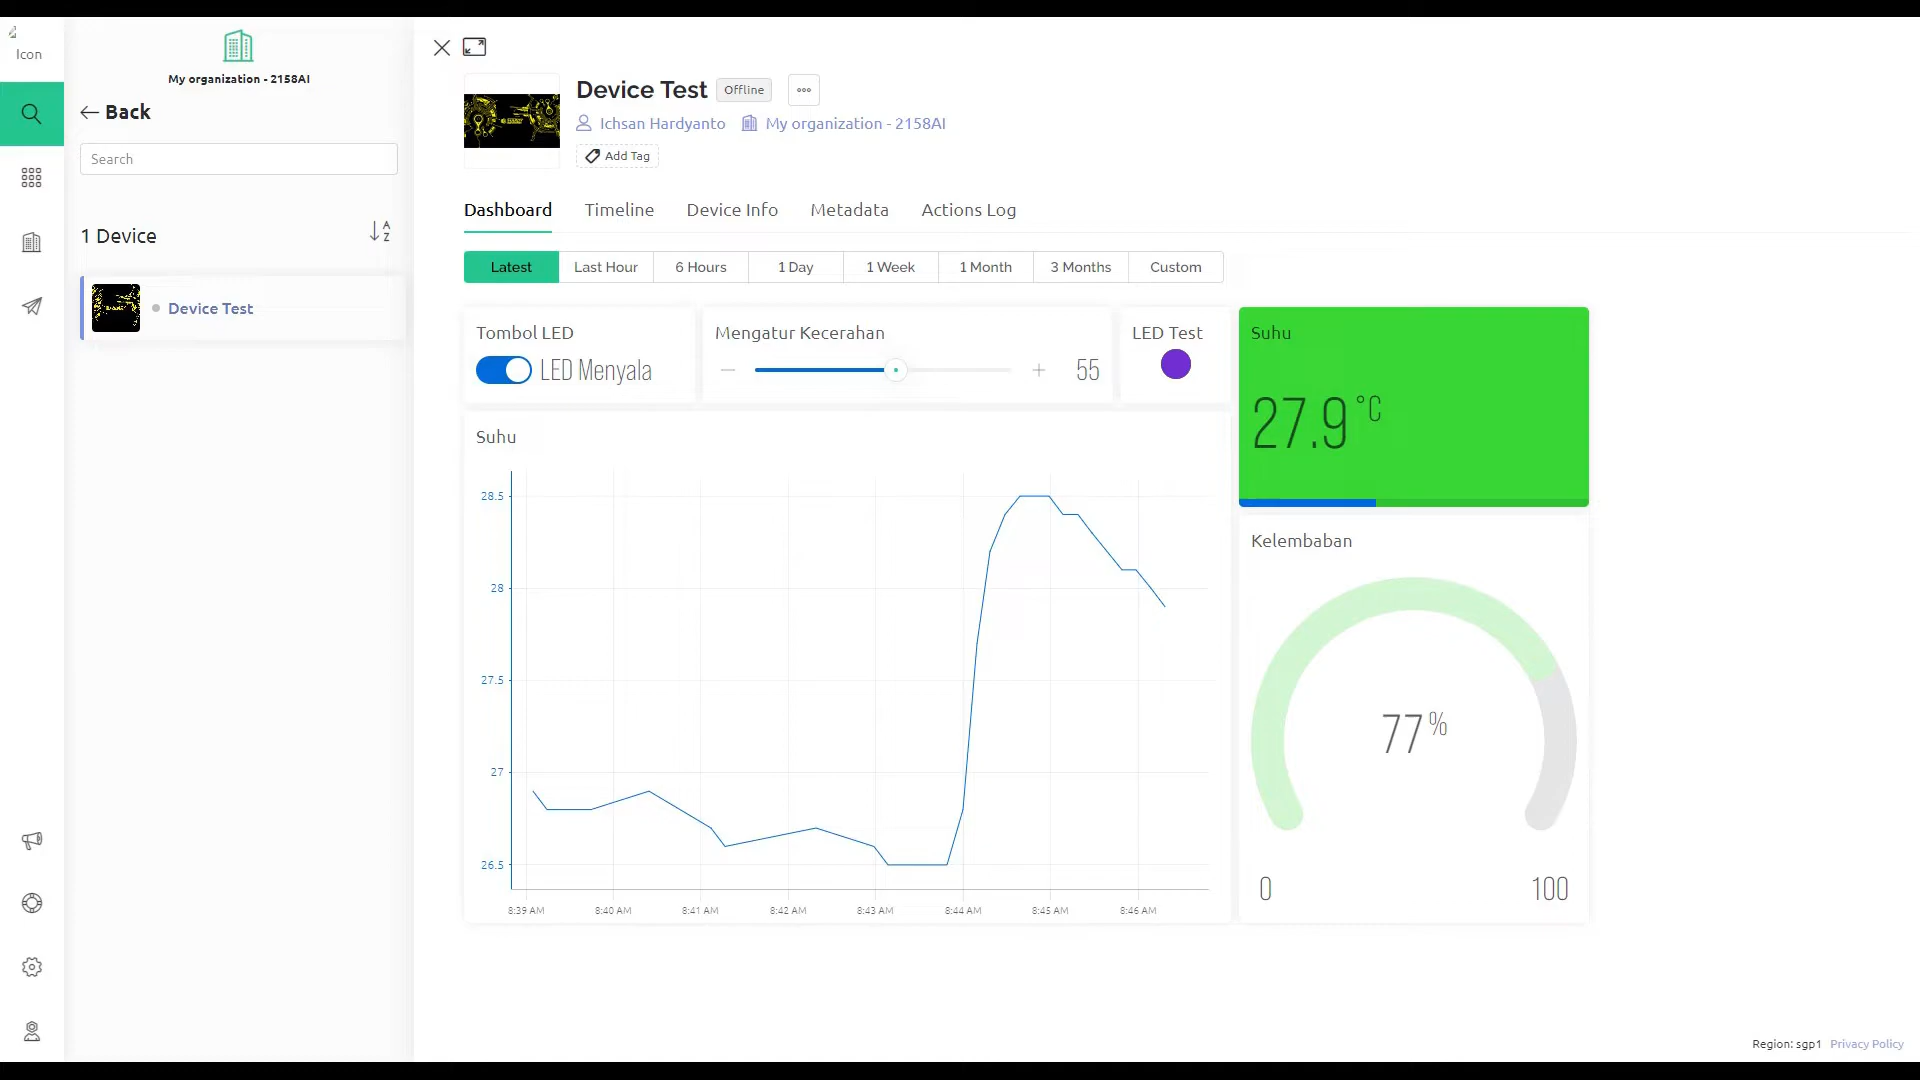 Icon
My organization - 2158AI
Back
Search
1 Device
A
Z
Device Test
Device Test
Offline
Ichsan Hardyanto
My organization - 2158AI
Add Tag
Dashboard
Timeline
Device Info
Metadata
Actions Log
Latest
Last Hour
6 Hours
1 Day
1 Week
1 Month
3 Months
Custom
Tombol LED
LED Menyala
Mengatur Kecerahan
55
LED Test
Suhu
27.9 °C
Suhu
28.5
28
27.5
27
26.5
8:39 AM
8:40 AM
8:41 AM
8:42 AM
8:43 AM
8:44 AM
8:45 AM
8:46 AM
Kelembaban
77 %
0
100
Region: sgp1
Privacy Policy